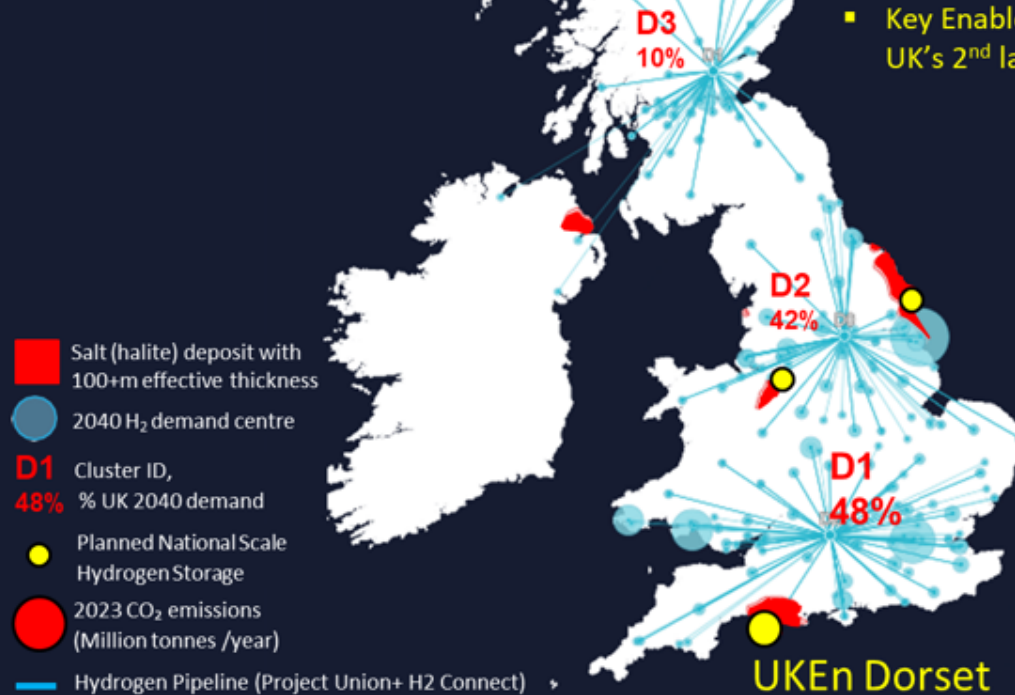 D3
10%
Key Enabl
UK's 2nd la
D2
42%
Salt (halite) deposit with
100+m effective thickness
2040 H₂ demand centre
D1
48%
Cluster ID,
% UK 2040 demand
D1
48%
Planned National Scale
Hydrogen Storage
2023 CO₂ emissions
(Million tonnes /year)
Hydrogen Pipeline (Project Union+ H2 Connect)
UKEn Dorset